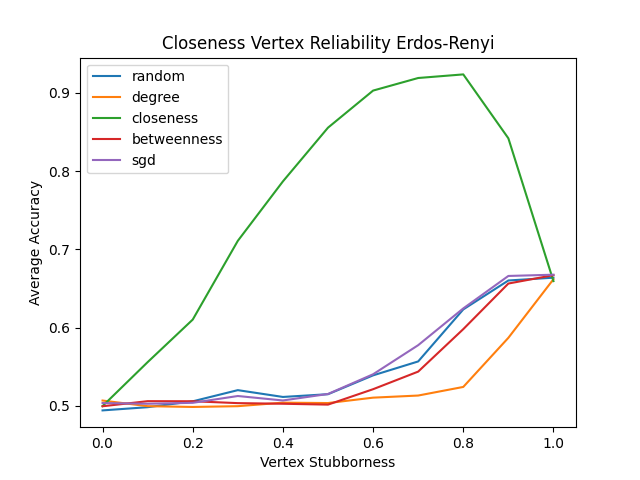 Closeness Vertex Reliability Erdos-Renyi
random
degree
closeness
betweenness
sgd
Average Accuracy
0.9
0.8
0.7
0.6
0.5
0.0 0.2 0.4 0.6 0.8 1.0
Vertex Stubborness